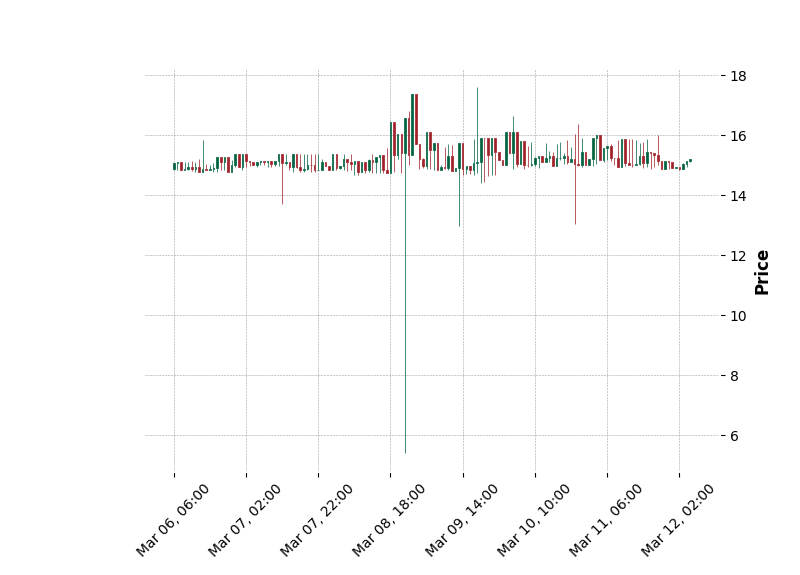 18
16
14
12
10
8
6
Price
Mar 06, 06:00
Mar 07, 02:00
Mar 07, 22:00
Mar 08, 18:00
Mar 09, 14:00
Mar 10, 10:00
Mar 11, 06:00
Mar 12, 02:00